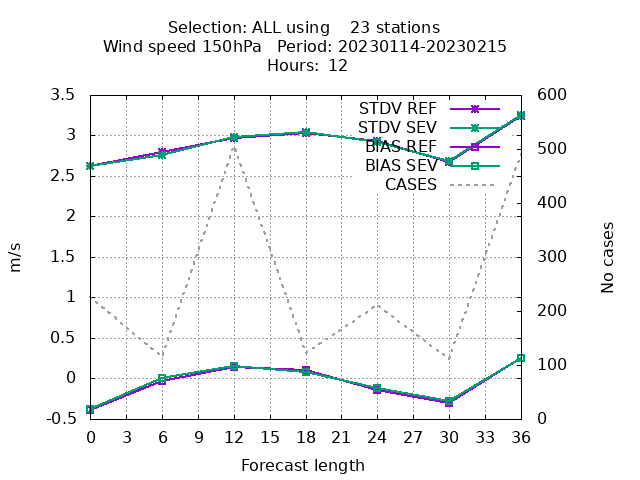 Selection: ALL using    23 stations
Wind speed 150hPa   Period: 20230114-20230215
Hours:  12
3.5
3
2.5
2
1.5
1
0.5
0
-0.5
m/s
STDV REF
STDV SEV
BIAS REF
BIAS SEV
CASES
600
500
400
300
200
100
0
No cases
0 3 6 9 12 15 18 21 24 27 30 33 36
Forecast length